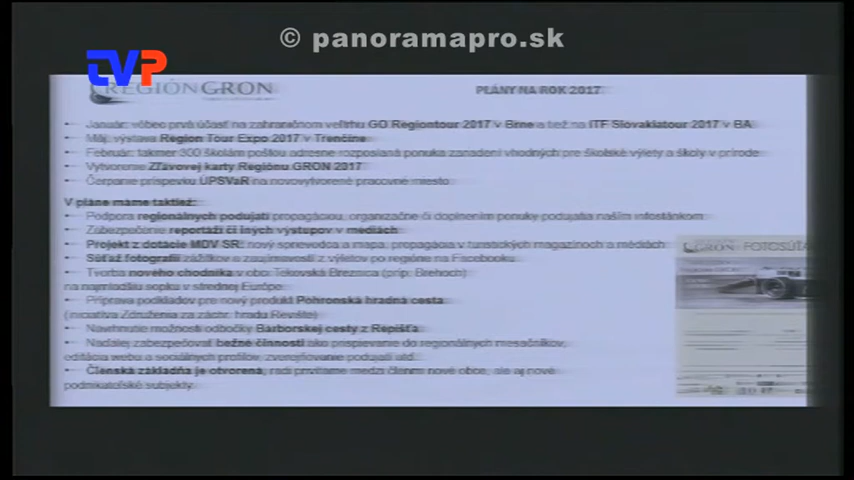 © panoramapro.sk
TVP
REGIÓN GRON
PLÁNY NA ROK 2017
• Január: vôbec prvá účasť na zahraničnom veľtrhu GO Regiontour 2017 v Brne a tiež na ITF Slovakiatour 2017 v BA
• Máj: výstava Region Tour Expo 2017 v Trenčíne
• Február: takmer 300 školám poštou adresne rozposlaná ponuka zariadení vhodných pre školské výlety a školy v prírode
• Vytvorenie Zľavovej karty Regiónu GRON 2017
• Čerpanie príspevku ÚPSVaR na novovytvorené pracovné miesto
V pláne máme taktiež:
• Podpora regionálnych podujatí propagáciou, organizačne či doplnením ponuky podujatia naším infostánkom
• Zabezpečenie reportáží či iných výstupov v médiách
• Projekt z dotácie MDV SR: nový sprievodca a mapa, propagácia v turistických magazínoch a médiách
• Súťaž fotografií zážitkov a zaujímavostí z výletov po regióne na Facebooku
• Tvorba nového chodníka v obci Tekovská Breznica (príp. Brehoch)
na najmladšiu sopku v strednej Európe
• Príprava podkladov pre nový produkt Pohronská hradná cesta
(iniciatíva Združenia za záchr. hradu Revište)
• Navrhnutie možnosti odbočky Barborskej cesty z Repišťa
• Naďalej zabezpečovať bežné činnosti ako prispievanie do regionálnych mesačníkov,
editácia webu a sociálnych profilov, zverejňovanie podujatí atď.
• Členská základňa je otvorená, radi privítame medzi členmi nové obce, ale aj nové
podnikateľské subjekty.
GRON FOTOSÚŤA